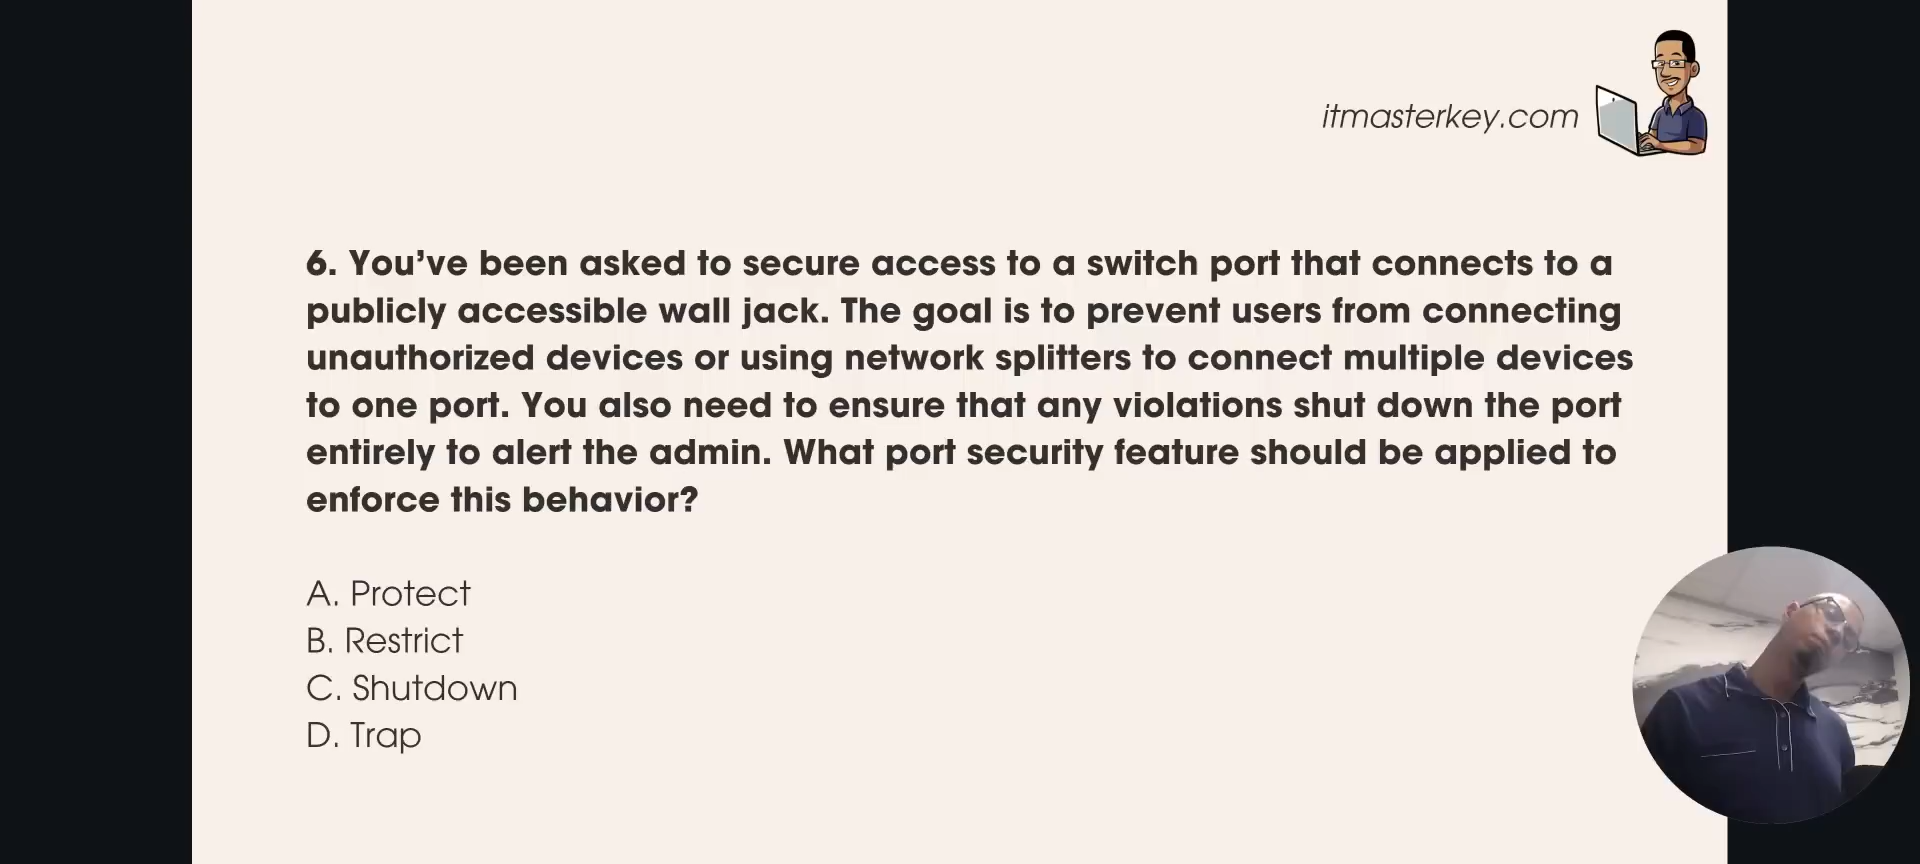 itmasterkey.com
6. You’ve been asked to secure access to a switch port that connects to a
publicly accessible wall jack. The goal is to prevent users from connecting
unauthorized devices or using network splitters to connect multiple devices
to one port. You also need to ensure that any violations shut down the port
entirely to alert the admin. What port security feature should be applied to
enforce this behavior?
A. Protect
B. Restrict
C. Shutdown
D. Trap